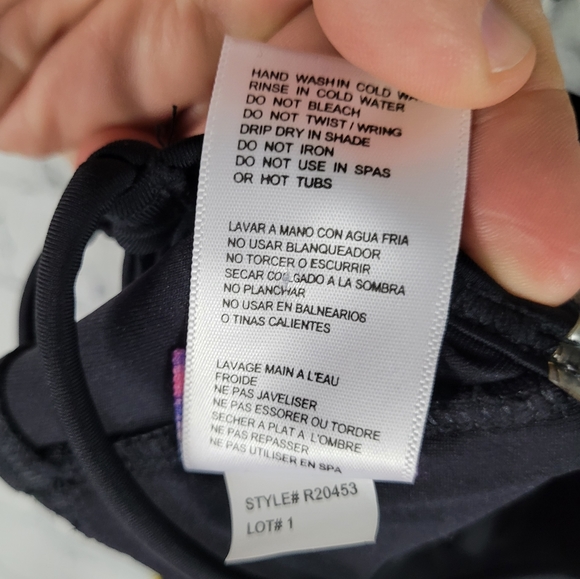 HAND WASH IN COLD
RINSE IN COLD WATER
DO NOT BLEACH
DO NOT TWIST / WRING
DRIP DRY IN SHADE
DO NOT IRON
DO NOT USE IN SPAS
OR HOT TUBS
LAVAR A MANO CON AGUA FRIA
NO USAR BLANQUEADOR
NO TORCER O ESCURRIR
SECAR COLGADO A LA SOMBRA
NO PLANCHAR
NO USAR EN BALNEARIOS
O TINAS CALIENTES
LAVAGE MAIN A L'EAU
FROIDE
NE PAS JAVELISER
NE PAS ESSORER OU TORDRE
SECHER A PLAT A L'OMBRE
NE PAS REPASSER
NE PAS UTILISER EN SPA
STYLE# R20453
LOT# 1